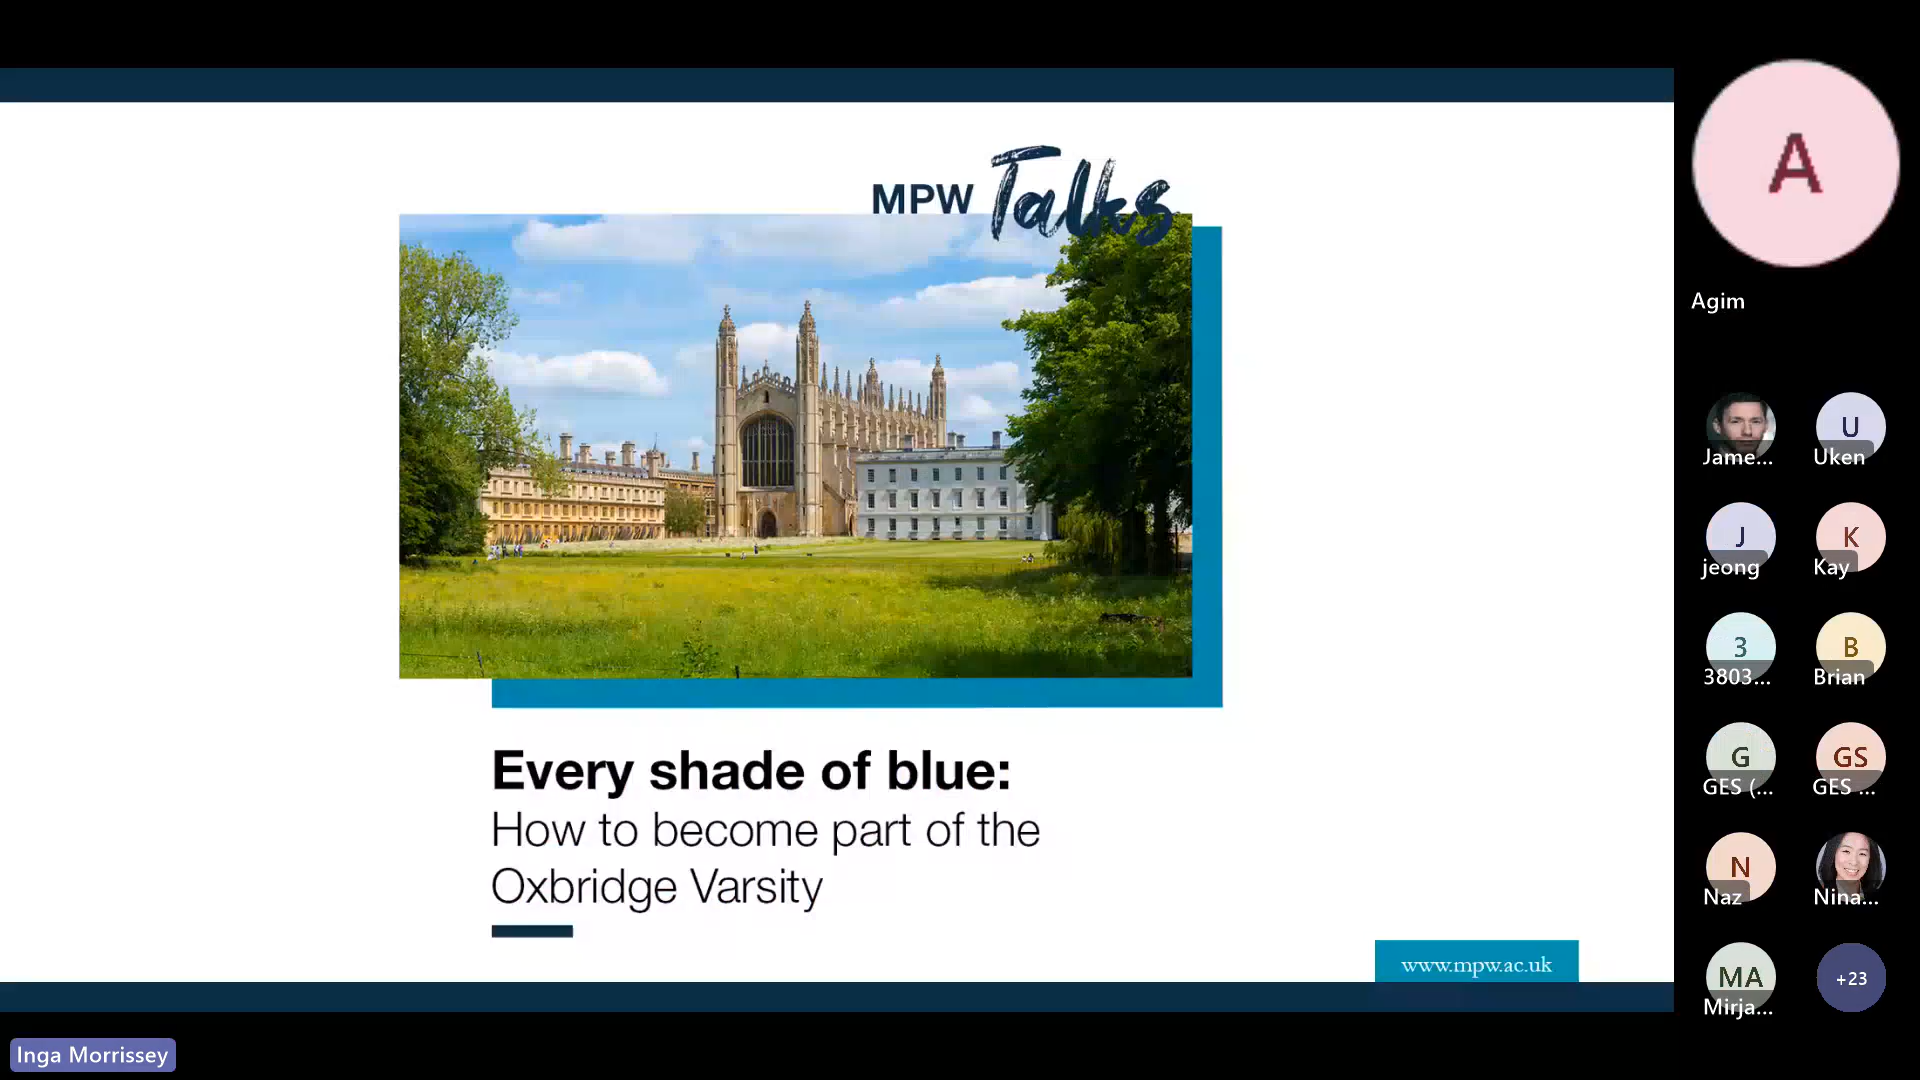 MPW Talks
Every shade of blue:
How to become part of the
Oxbridge Varsity
www.mpw.ac.uk
Inga Morrissey
A
Agim
Jame...
U
Uken
J
jeong
K
Kay
3
3803...
B
Brian
G
GES (...
GS
GES ...
N
Naz
Nina...
MA
Mirja...
+23